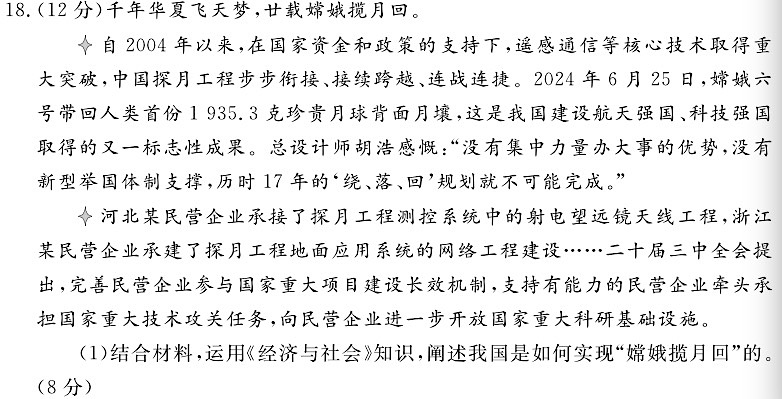 18.(12分)千年华夏飞天梦,廿载嫦娥揽月回。
✧自2004年以来,在国家资金和政策的支持下,遥感通信等核心技术取得重
大突破,中国探月工程步步衔接、接续跨越、连战连捷。2024年6月25日,嫦娥六
号带回人类首份1 935.3克珍贵月球背面月壤,这是我国建设航天强国、科技强国
取得的又一标志性成果。总设计师胡浩感慨:“没有集中力量办大事的优势,没有
新型举国体制支撑,历时17年的‘绕、落、回’规划就不可能完成。”
✧河北某民营企业承接了探月工程测控系统中的射电望远镜天线工程,浙江
某民营企业承建了探月工程地面应用系统的网络工程建设……二十届三中全会提
出,完善民营企业参与国家重大项目建设长效机制,支持有能力的民营企业牵头承
担国家重大技术攻关任务,向民营企业进一步开放国家重大科研基础设施。
(1)结合材料,运用《经济与社会》知识,阐述我国是如何实现“嫦娥揽月回”的。
(8分)